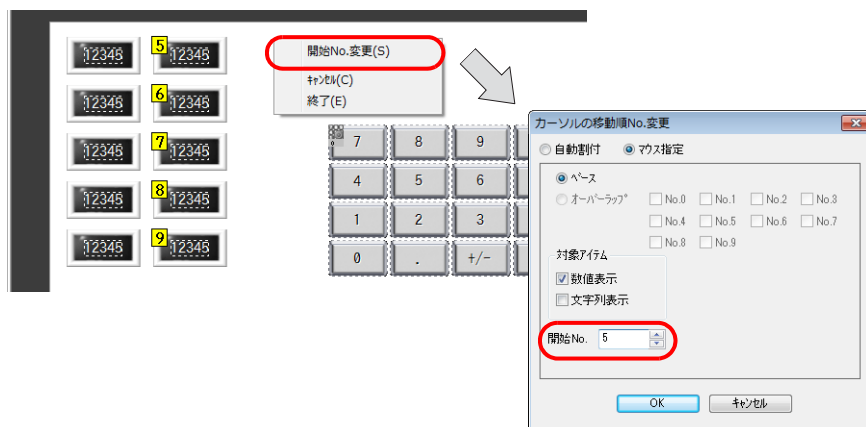 12345 5 12345
12345 6 12345
12345 7 12345
12345 8 12345
12345 9 12345
開始No.変更(S)
ｷｬﾝｾﾙ(C)
終了(E)
7 8 9
4 5 6
1 2 3
0 . +/-
カーソルの移動順No.変更
自動割付 ﾏｳｽ指定
ﾍﾞｰｽ
ｵｰﾊﾞｰﾗｯﾌﾟ No.0 No.1 No.2 No.3
No.4 No.5 No.6 No.7
No.8 No.9
対象ｱｲﾃﾑ
数値表示
文字列表示
開始No. 5
OK ｷｬﾝｾﾙ